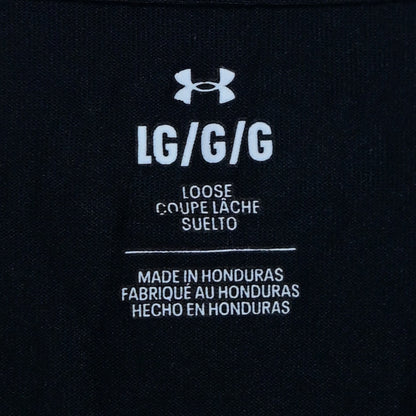 LG/G/G
LOOSE
COUPE LÂCHE
SUELTO
MADE IN HONDURAS
FABRIQUÉ AU HONDURAS
HECHO EN HONDURAS